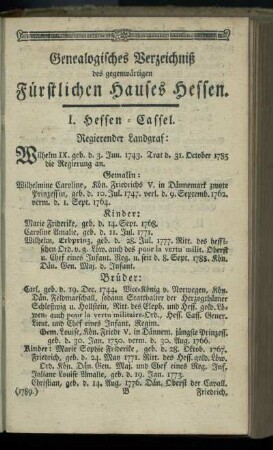 Genealogisches Verzeichniß
des gegenwärtigen
Fürstlichen Hauses Hessen.
I. Hessen-Cassel.
Regierender Landgraf:
Wilhelm IX. geb. d. 3. Jun. 1743. Trat d. 31. October 1785
die Regierung an.
Gemalin:
Wilhelmine Caroline, Kön. Friedrichs V. in Dännemark zwote
Prinzeßin, geb. d. 10. Jul. 1747. verl. d. 9. Septemb. 1762.
verm. d. 1. Sept. 1764.
Kinder:
Marie Friderike, geb. d. 14. Sept. 1768.
Caroline Amalie, geb. d. 11. Jul. 1771.
Wilhelm, Erbprinz, geb. d. 28. Jul. 1777. Ritt. des hessi-
schen Ord. v. g. Löw. auch des pour la vertu milit. Oberst
u. Chef eines Infant. Reg. u. seit d. 8. Sept. 1785. Kön.
Dän. Gen. Maj. d. Infant.
Brüder:
Carl, geb. d. 19. Dec. 1744. Vice-König v. Norwegen, Kön.
Dän. Feldmarschall, sodann Statthalter der Herzogthümer
Schleßwig u. Hollstein, Ritt. des Eleph. und Heß. gold. Lö-
wen- auch pour la vertu militaire-Ord., Hess. Cass. Gener.
Lieut. und Chef eines Infant. Regim.
Gem. Louise, Kön. Friedr. V. in Dännem. jüngste Prinzess.
geb. d. 30. Jan. 1750. verm. d. 30. Aug. 1766.
Kinder: Marie Sophie Friderike, geb. d. 28. Oktob. 1767.
Friedrich, geb. d. 24 May 1771. Ritt. des Hess. gold. Löw.
Ord. Kön. Dän. Gen. Maj. und Chef eines Reg. Inf.
Juliane Louise Amalie, geb. d. 19. Jan. 1773.
Christian, geb. d. 14. Aug. 1776. Dän. Oberst der Cavall.
(1789.) B Friedrich,